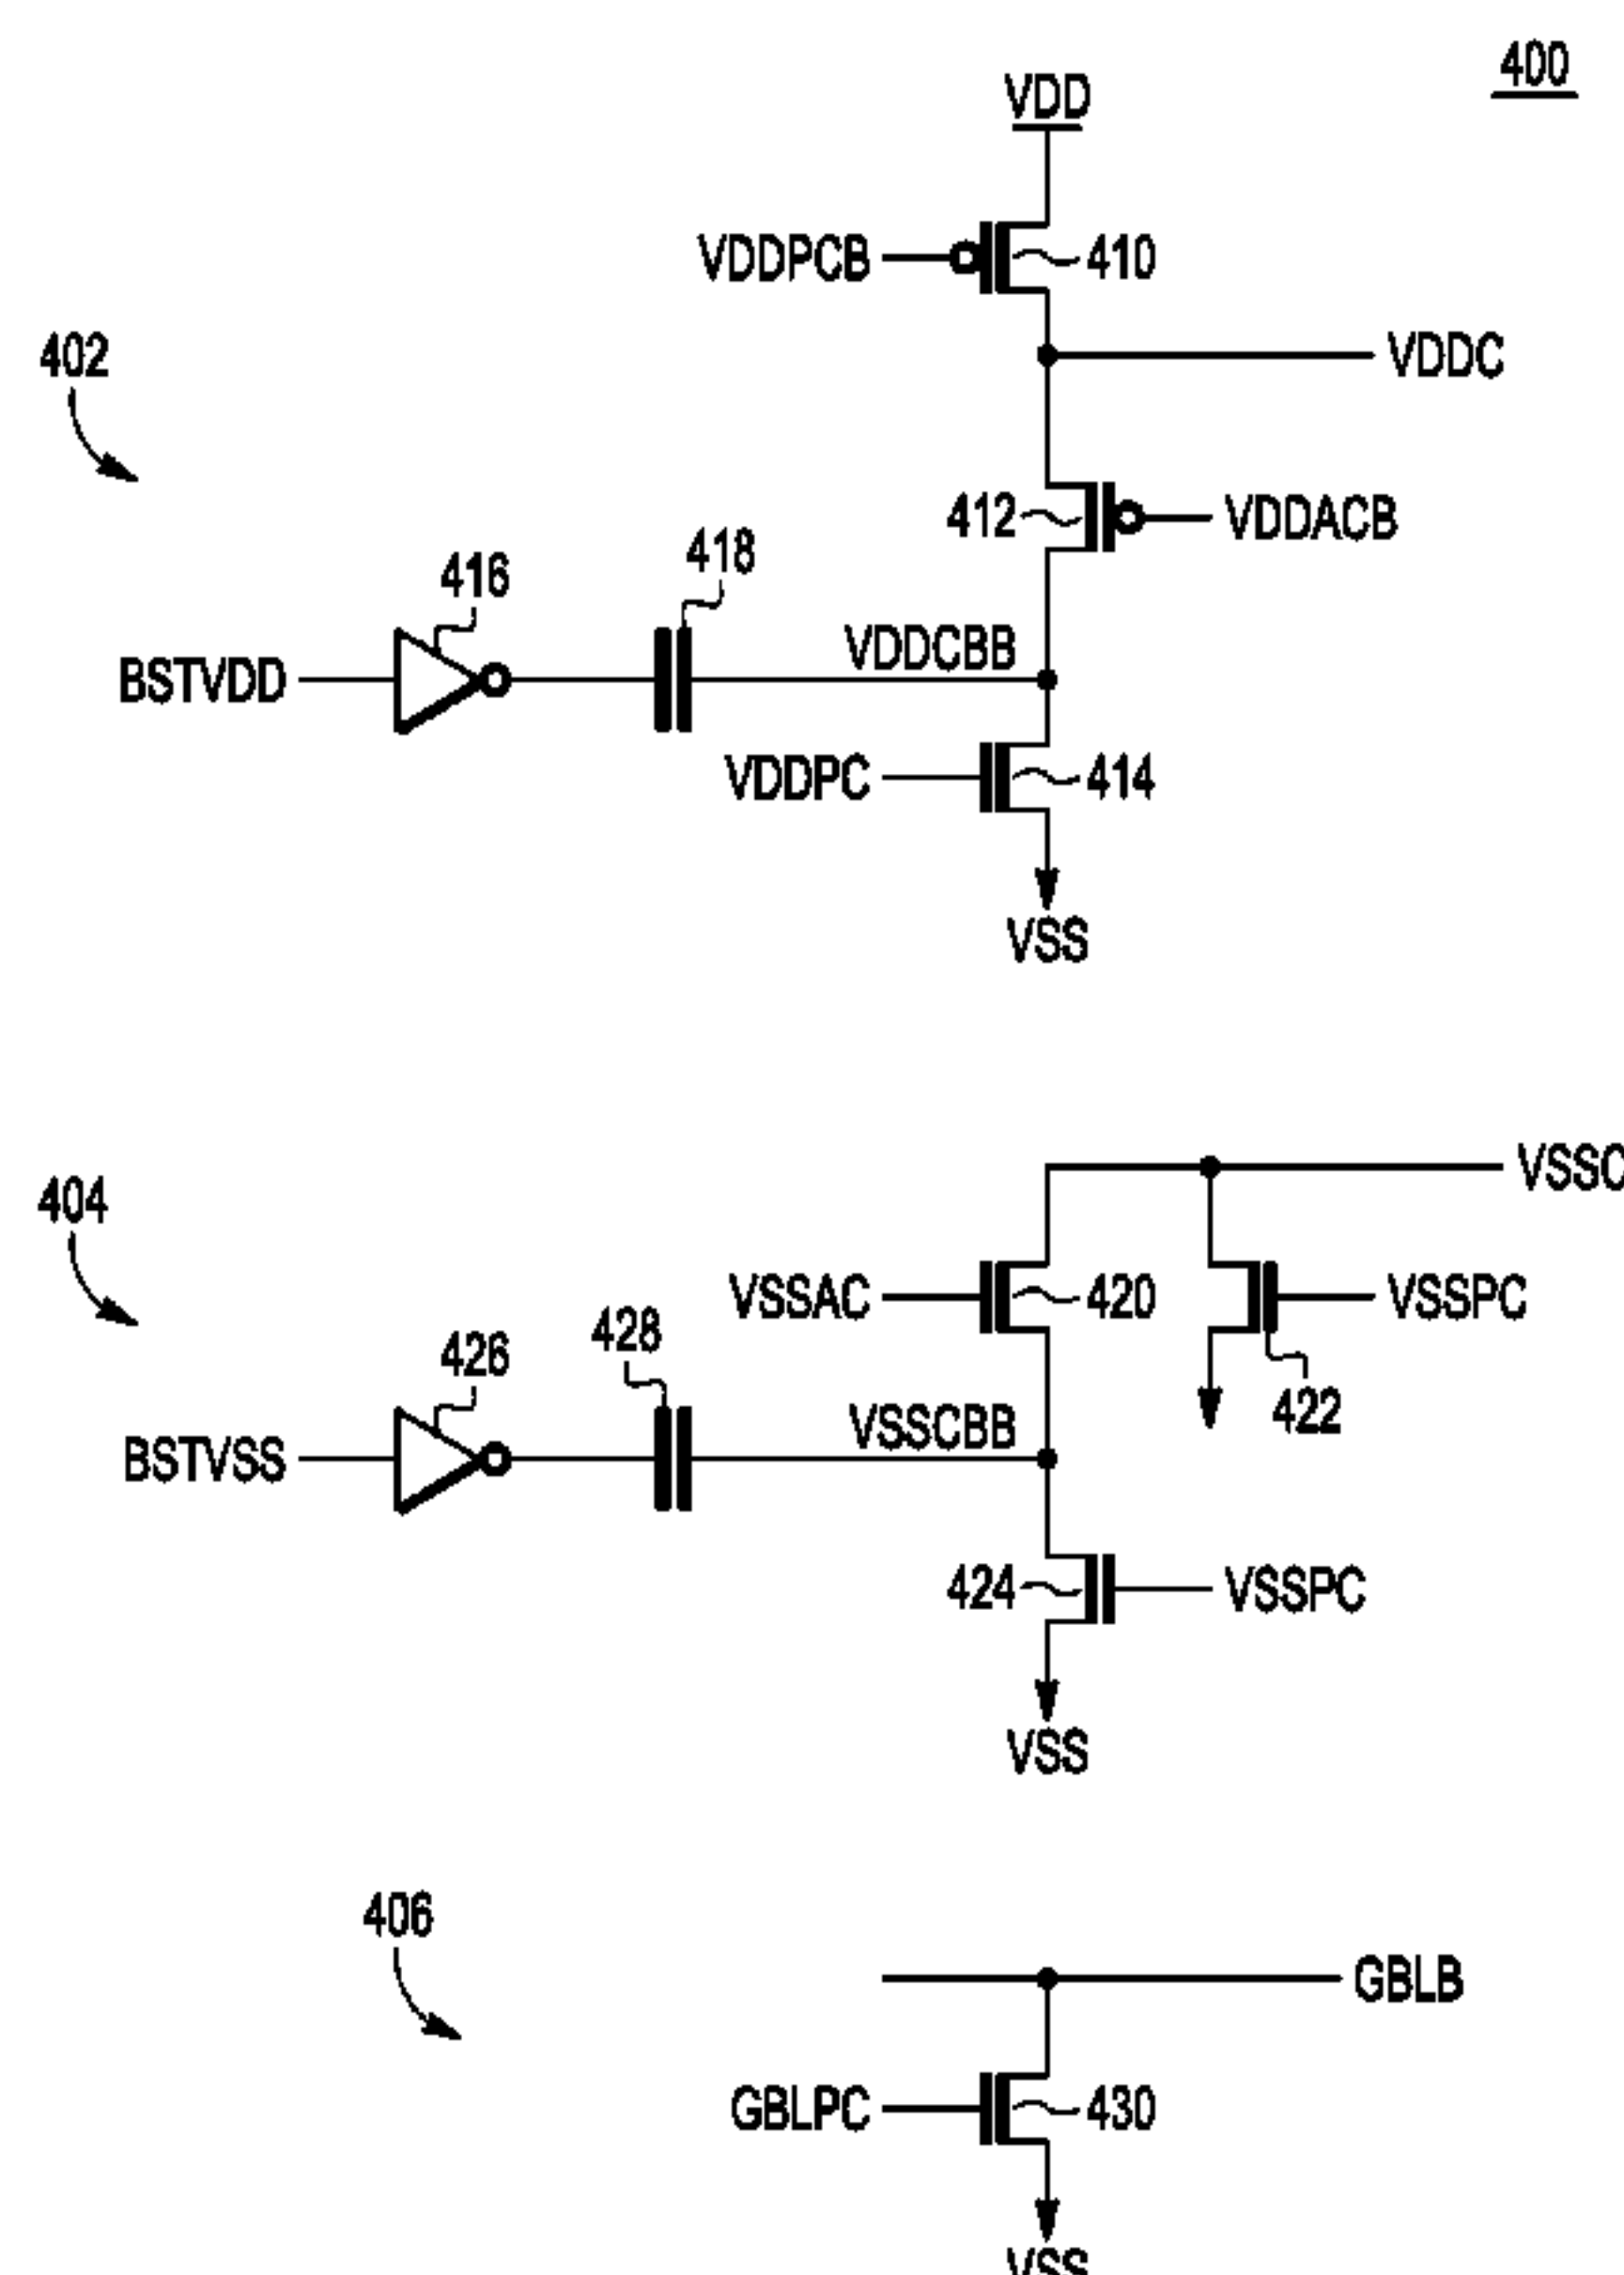 400
VDD
VDDPCB
410
402
VDDC
412
VDDACB
416
418
VDDCBB
BSTVDD
VDDPC
414
VSS
404
VSSC
VSSAC
420
VSSPC
426
428
422
VSSCBB
BSTVSS
424
VSSPC
VSS
406
GBLB
GBLPC
430
VSS